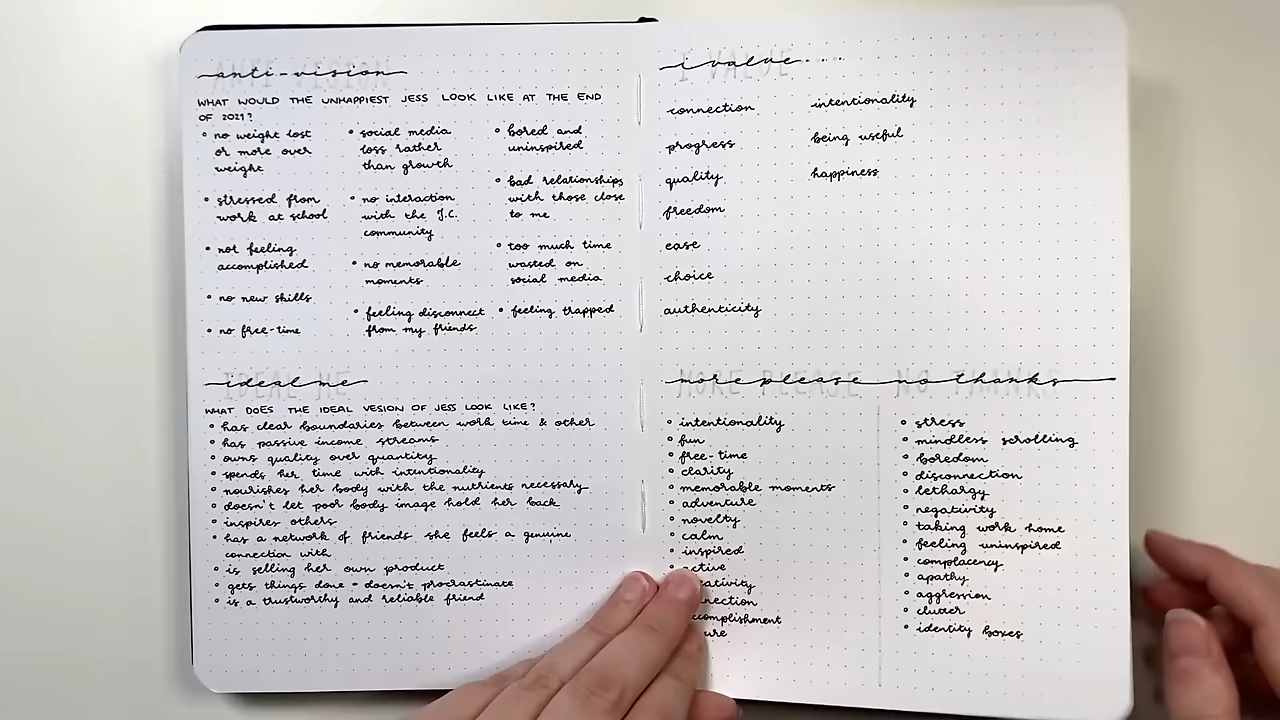 anti-vision
WHAT WOULD THE UNHAPPIEST JESS LOOK LIKE AT THE END
OF 2021?
• no weight lost
or more over
weight
• stressed from
work at school
• not feeling
accomplished
• no new skills
• no free-time
• social media
loss rather
than growth
• no interaction
with the J.C.
community
• no memorable
moments
• feeling disconnect
from my friends
• bored and
uninspired
• bad relationships
with those close
to me
• too much time
wasted on
social media
• feeling trapped
ideal me
WHAT DOES THE IDEAL VESION OF JESS LOOK LIKE?
• has clear boundaries between work time & other
• has passive income streams
• owns quality over quantity
• spends her time with intentionality
• nourishes her body with the nutrients necessary
• doesn't let poor body image hold her back
• inspires others
• has a network of friends she feels a genuine
connection with
• is selling her own product
• gets things done - doesn't procrastinate
• is a trustworthy and reliable friend
i value....
connection
progress
quality
freedom
ease
choice
authenticity
intentionality
being useful
happiness
more please
• intentionality
• fun
• free-time
• clarity
• memorable moments
• adventure
• novelty
• calm
• inspired
• active
no thanks
• stress
• mindless scrolling
• boredom
• disconnection
• lethargy
• negativity
• taking work home
• feeling uninspired
• complacency
• apathy
• aggression
• clutter
• identity boxes